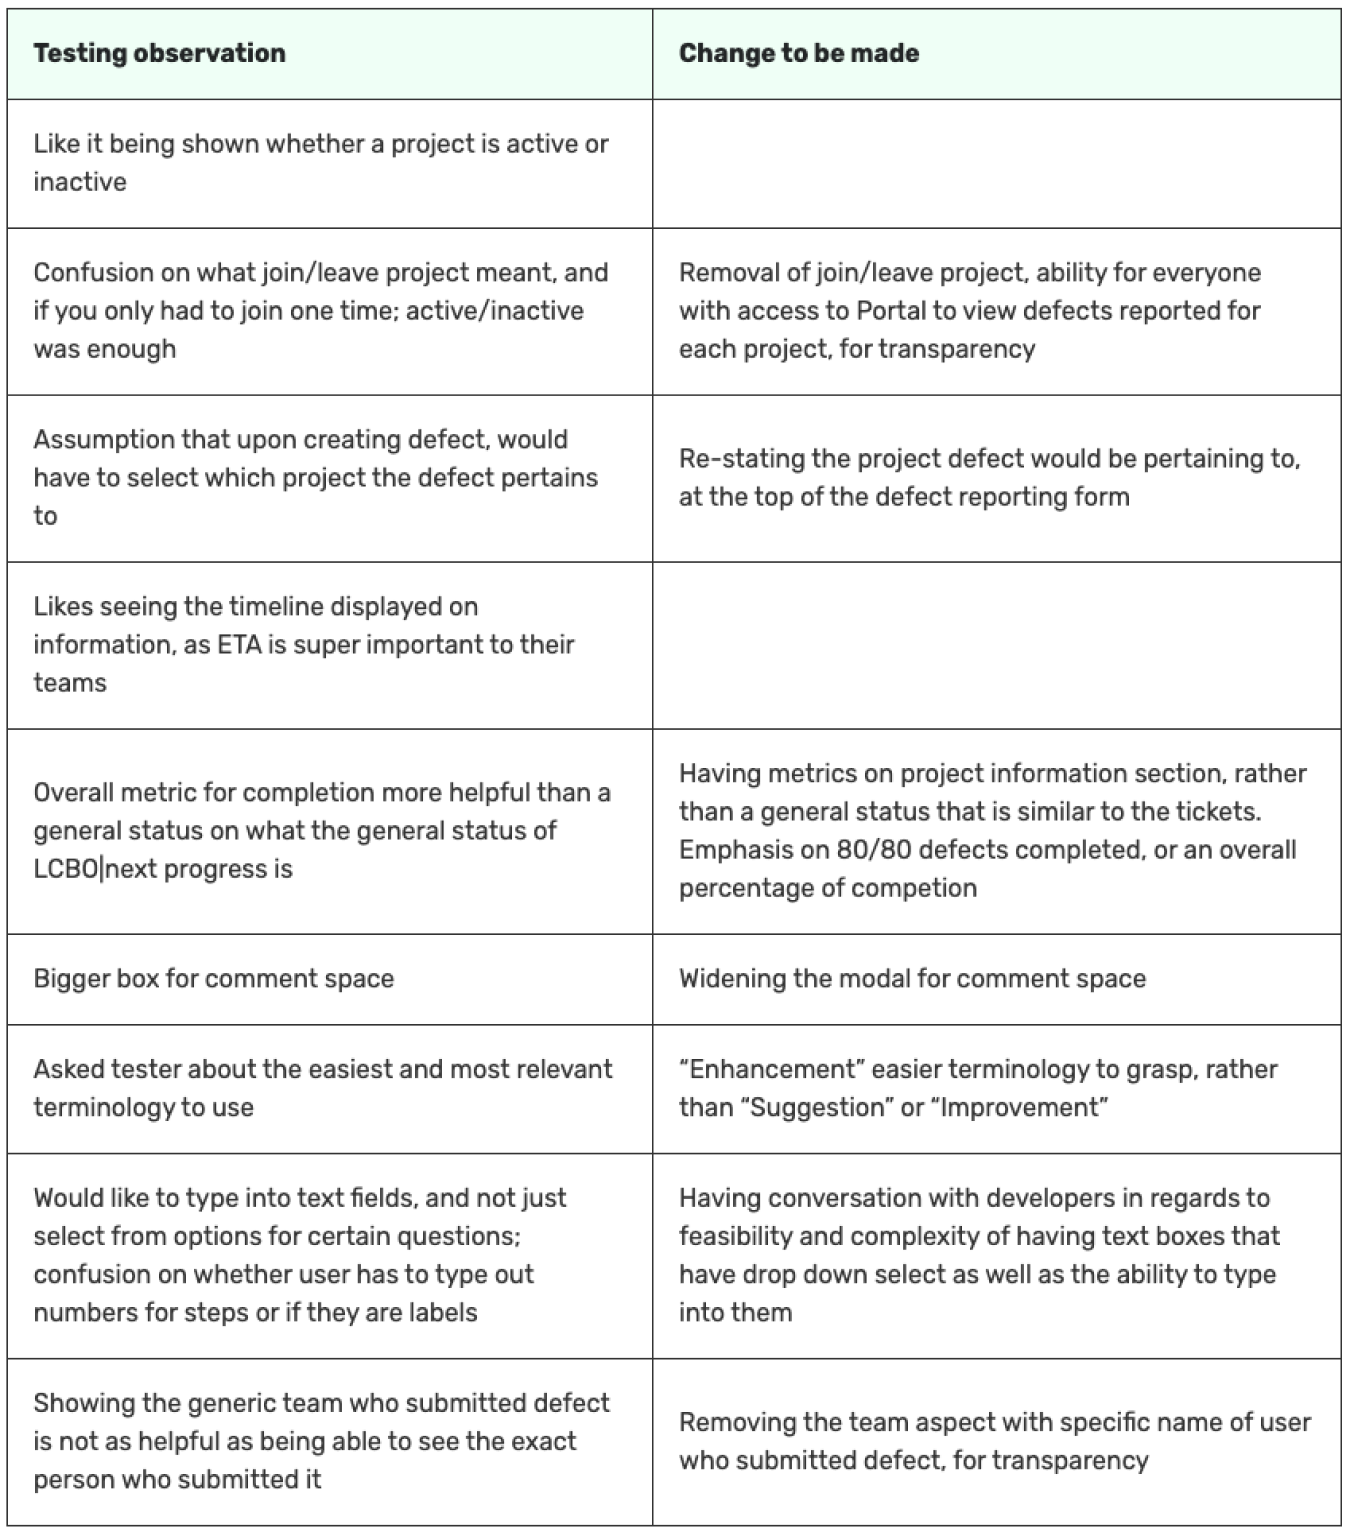 Testing observation
Change to be made
Like it being shown whether a project is active or
inactive
Confusion on what join/leave project meant, and
if you only had to join one time; active/inactive
was enough
Removal of join/leave project, ability for everyone
with access to Portal to view defects reported for
each project, for transparency
Assumption that upon creating defect, would
have to select which project the defect pertains
to
Re-stating the project defect would be pertaining to,
at the top of the defect reporting form
Likes seeing the timeline displayed on
information, as ETA is super important to their
teams
Overall metric for completion more helpful than a
general status on what the general status of
LCBO|next progress is
Having metrics on project information section, rather
than a general status that is similar to the tickets.
Emphasis on 80/80 defects completed, or an overall
percentage of competion
Bigger box for comment space
Widening the modal for comment space
Asked tester about the easiest and most relevant
terminology to use
“Enhancement” easier terminology to grasp, rather
than “Suggestion” or “Improvement”
Would like to type into text fields, and not just
select from options for certain questions;
confusion on whether user has to type out
numbers for steps or if they are labels
Having conversation with developers in regards to
feasibility and complexity of having text boxes that
have drop down select as well as the ability to type
into them
Showing the generic team who submitted defect
is not as helpful as being able to see the exact
person who submitted it
Removing the team aspect with specific name of user
who submitted defect, for transparency